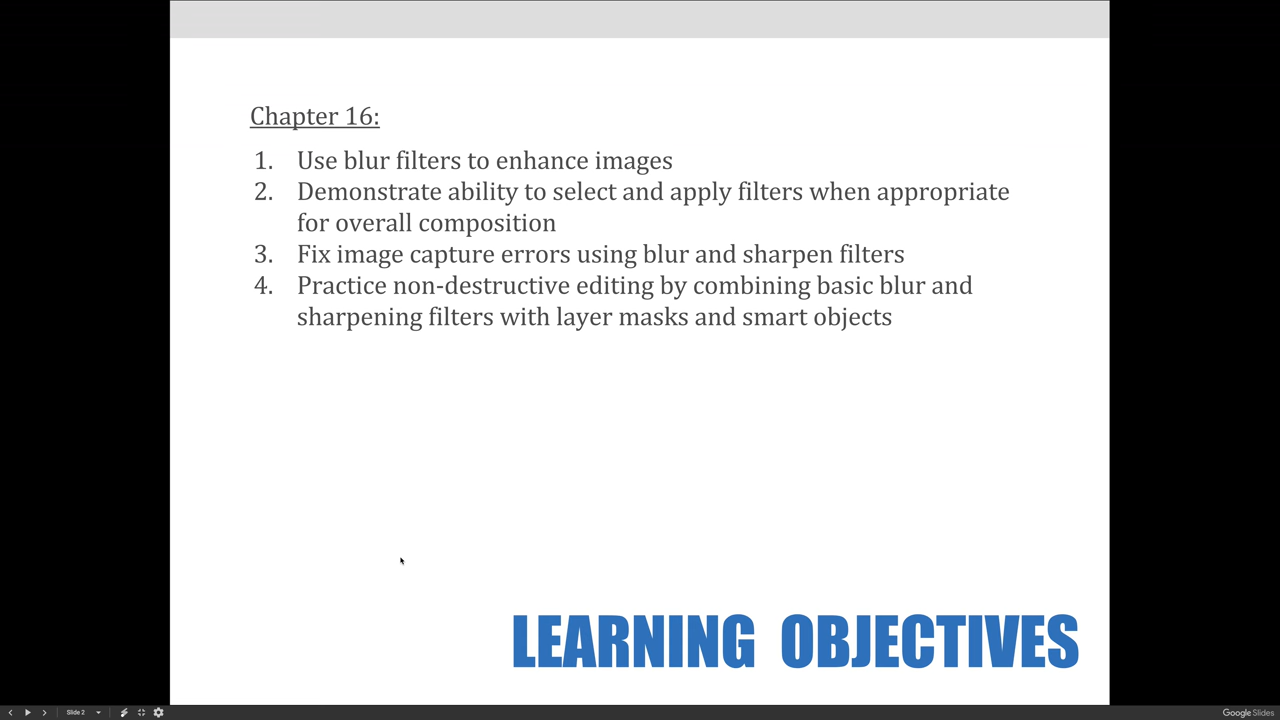 Chapter 16:
1. Use blur filters to enhance images
2. Demonstrate ability to select and apply filters when appropriate
for overall composition
3. Fix image capture errors using blur and sharpen filters
4. Practice non-destructive editing by combining basic blur and
sharpening filters with layer masks and smart objects
LEARNING OBJECTIVES
Slide 2
Google Slides